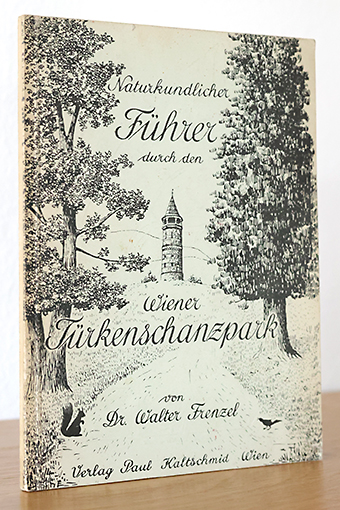 Naturkundlicher
Führer
durch den
Wiener
Türkenschanzpark
von
Dr. Walter Frenzel
Verlag Paul Kaltschmid Wien